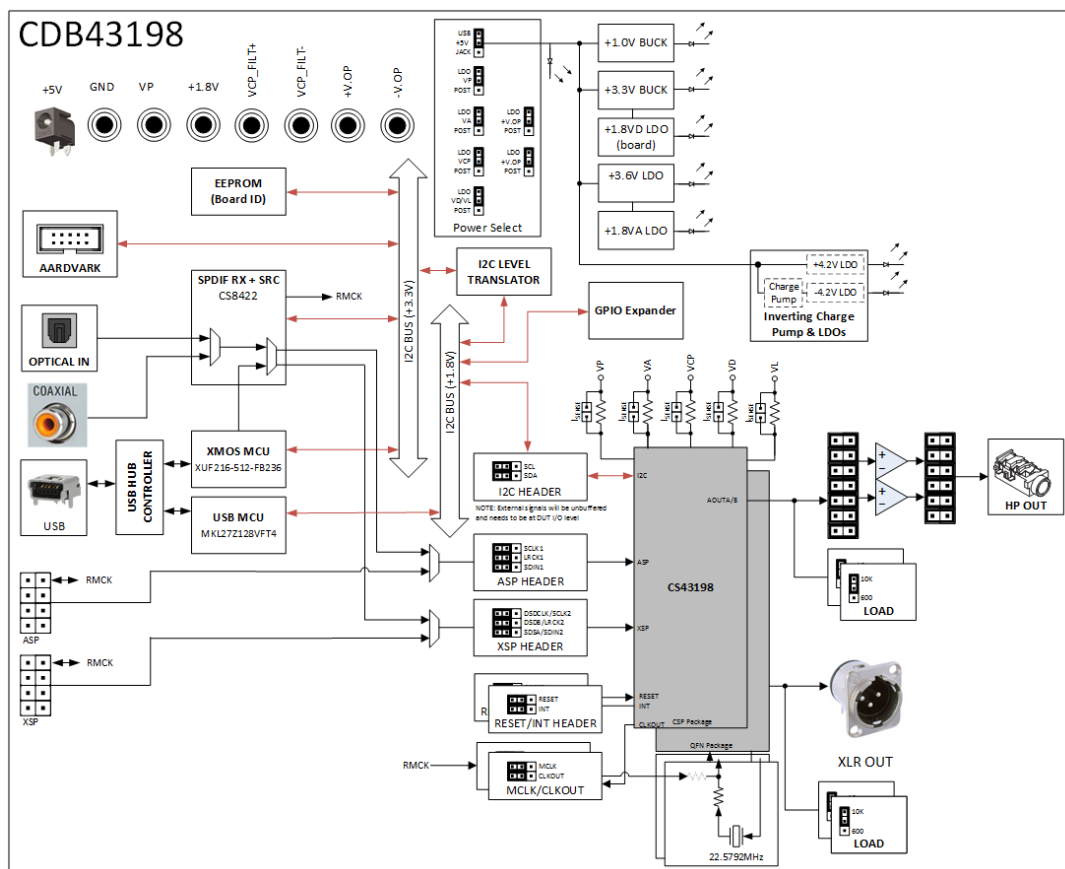 CDB43198
+5V
GND
VP
+1.8V
VCP_FILT+
VCP_FILT-
+V.OP
-V.OP
USB
+5V
JACK
LDO
VP
POST
LDO
VA
POST
LDO
+V.OP
POST
LDO
VCP
POST
LDO
+V.OP
POST
LDO
VD/VL
POST
Power Select
+1.0V BUCK
+3.3V BUCK
+1.8VD LDO
(board)
+3.6V LDO
+1.8VA LDO
+4.2V LDO
Charge
Pump
-4.2V LDO
Inverting Charge
Pump & LDOs
EEPROM
(Board ID)
AARDVARK
I2C BUS (+3.3V)
I2C LEVEL
TRANSLATOR
SPDIF RX + SRC
CS8422
RMCK
GPIO Expander
OPTICAL IN
I2C BUS (+1.8V)
COAXIAL
VP
VA
VCP
VD
VL
ISENSE
ISENSE
ISENSE
ISENSE
ISENSE
USB HUB
CONTROLLER
XMOS MCU
XUF216-512-FB236
USB
USB MCU
MKL27Z128VFT4
SCL
SDA
I2C HEADER
NOTE: External signals will be unbuffered
and needs to be at DUT I/O level
I2C
AOUTA/B
+
-
+
-
HP OUT
SCLK1
LRCK1
SDIN1
ASP HEADER
ASP
CS43198
10K
600
LOAD
RMCK
ASP
DSDCLK/SCLK2
DSDB/LRCK2
SDSA/SDIN2
XSP HEADER
XSP
RMCK
XSP
R
RESET
INT
RESET/INT HEADER
RESET
INT
CLKOUT
CSP Package
QFN Package
XLR OUT
RMCK
MCLK
CLKOUT
MCLK/CLKOUT
22.5792MHz
10K
600
LOAD